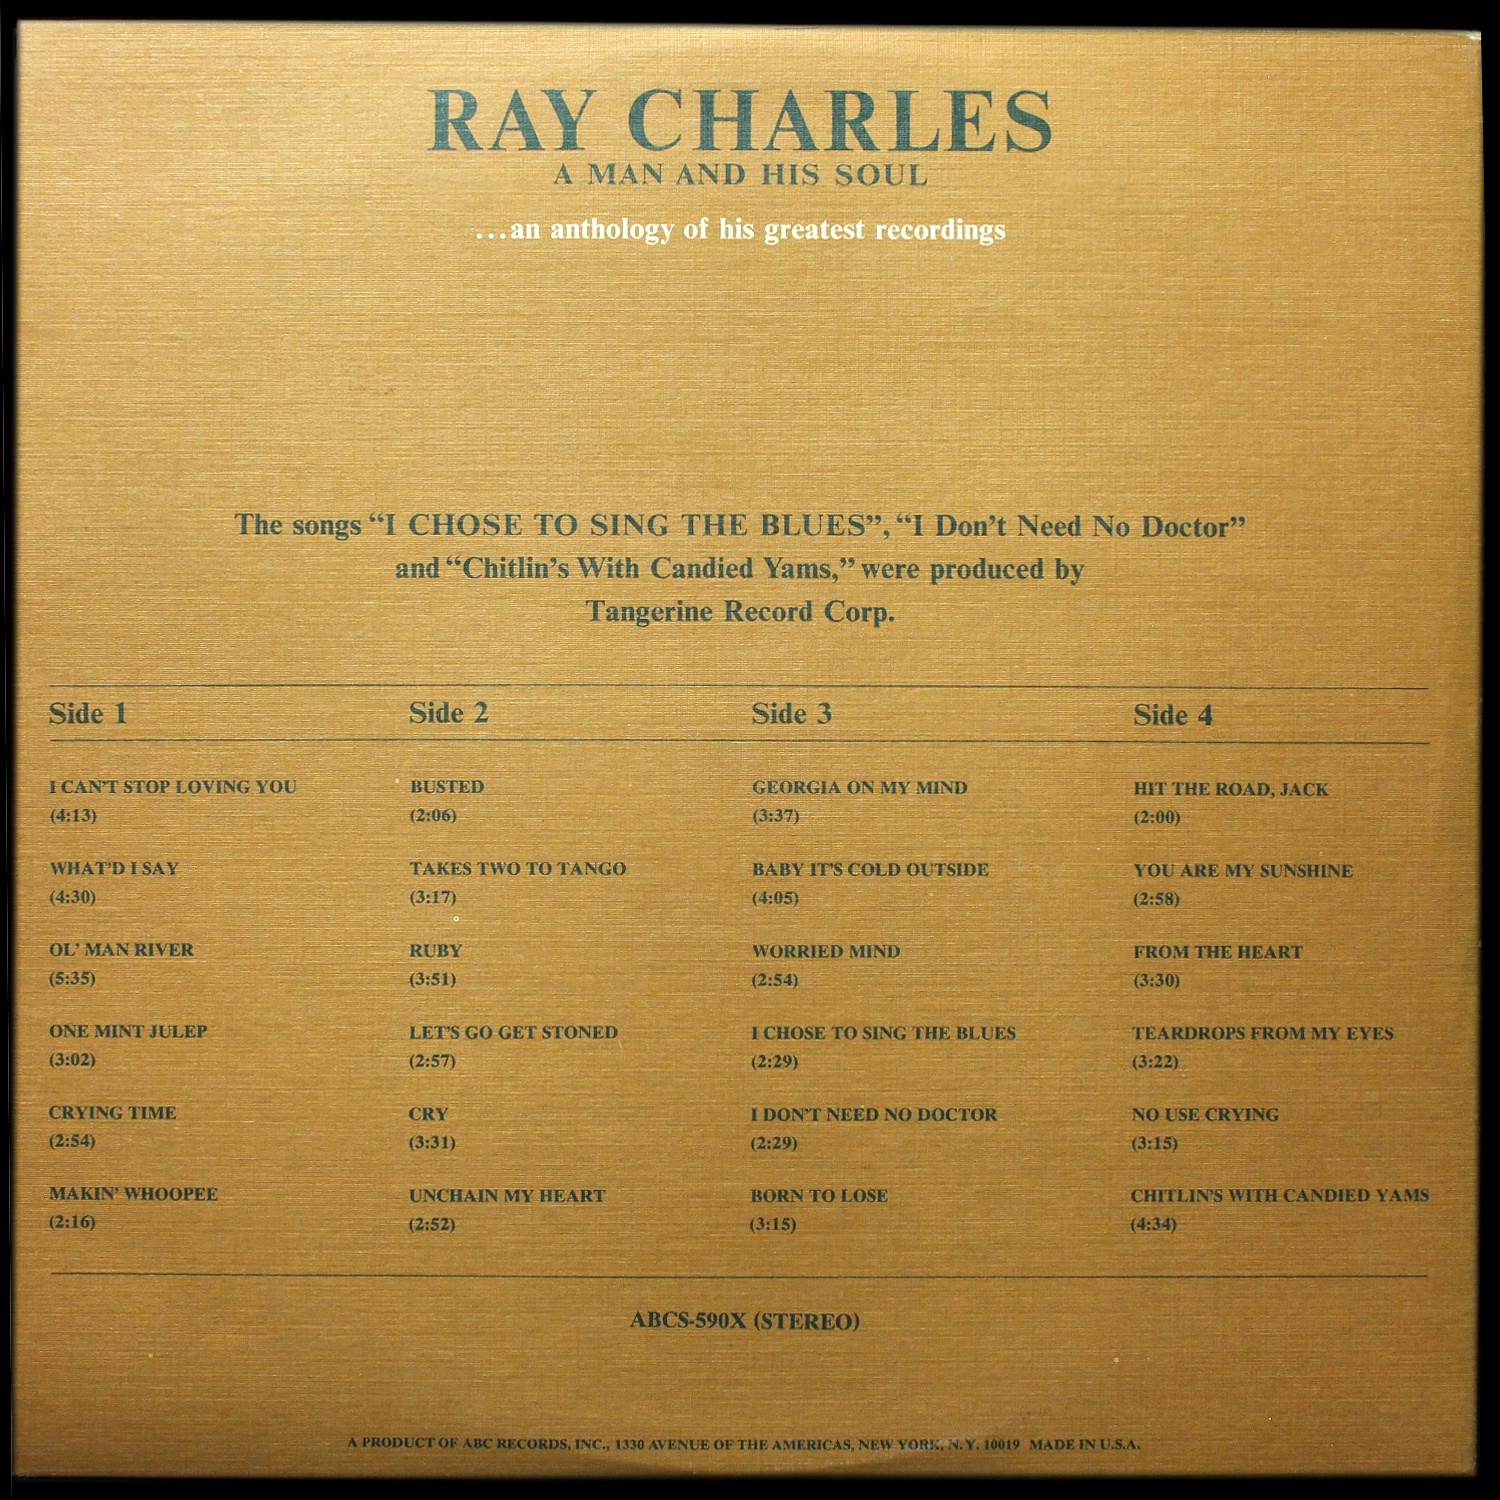 RAY CHARLES
A MAN AND HIS SOUL
...an anthology of his greatest recordings
The songs “I CHOSE TO SING THE BLUES”, “I Don’t Need No Doctor”
and “Chitlin’s With Candied Yams,” were produced by
Tangerine Record Corp.
Side 1
I CAN’T STOP LOVING YOU
(4:13)
WHAT’D I SAY
(4:30)
OL’ MAN RIVER
(5:35)
ONE MINT JULEP
(3:02)
CRYING TIME
(2:54)
MAKIN’ WHOOPEE
(2:16)
Side 2
BUSTED
(2:06)
TAKES TWO TO TANGO
(3:17)
RUBY
(3:51)
LET’S GO GET STONED
(2:57)
CRY
(3:31)
UNCHAIN MY HEART
(2:52)
Side 3
GEORGIA ON MY MIND
(3:37)
BABY IT’S COLD OUTSIDE
(4:05)
WORRIED MIND
(2:54)
I CHOSE TO SING THE BLUES
(2:29)
I DON’T NEED NO DOCTOR
(2:29)
BORN TO LOSE
(3:15)
Side 4
HIT THE ROAD, JACK
(2:00)
YOU ARE MY SUNSHINE
(2:58)
FROM THE HEART
(3:30)
TEARDROPS FROM MY EYES
(3:22)
NO USE CRYING
(3:15)
CHITLIN’S WITH CANDIED YAMS
(4:34)
ABCS-590X (STEREO)
A PRODUCT OF ABC RECORDS, INC., 1330 AVENUE OF THE AMERICAS, NEW YORK, N.Y. 10019 MADE IN U.S.A.